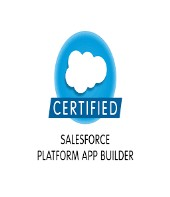 CERTIFIED
SALESFORCE
PLATFORM APP BUILDER